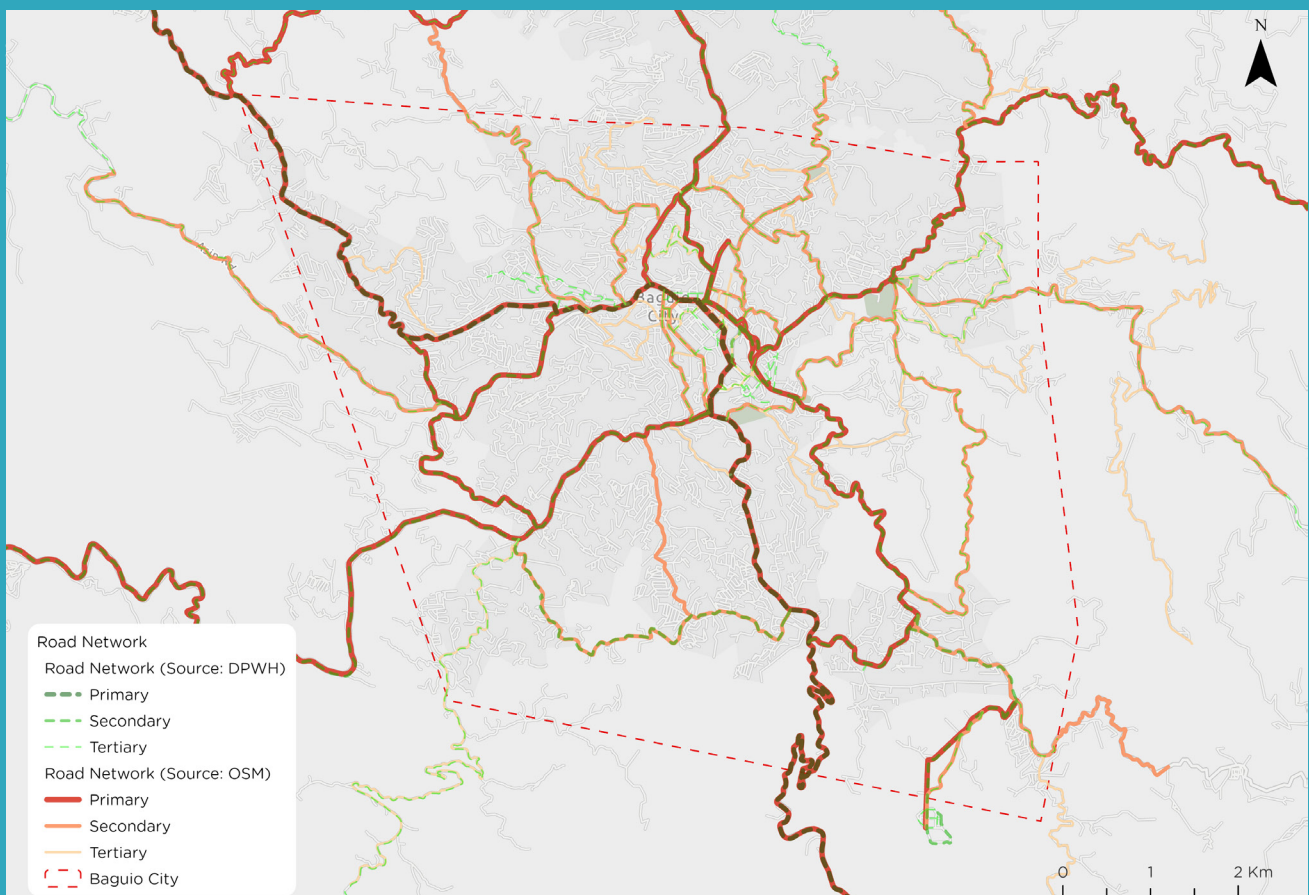 N
Baguio
City
Road Network
Road Network (Source: DPWH)
Primary
Secondary
Tertiary
Road Network (Source: OSM)
Primary
Secondary
Tertiary
Baguio City
0 1 2 Km